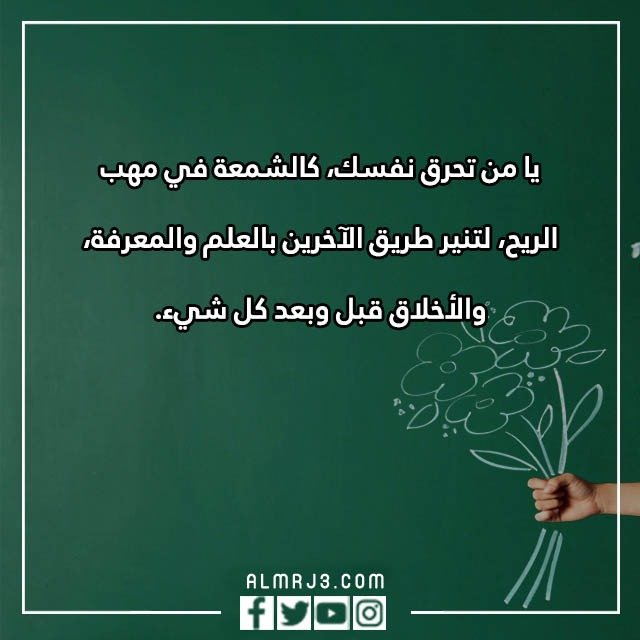 يا من تحرق نفسك، كالشمعة في مهب
الريح، لتنير طريق الآخرين بالعلم والمعرفة،
والأخلاق قبل وبعد كل شيء.
ALMRJ3.COM